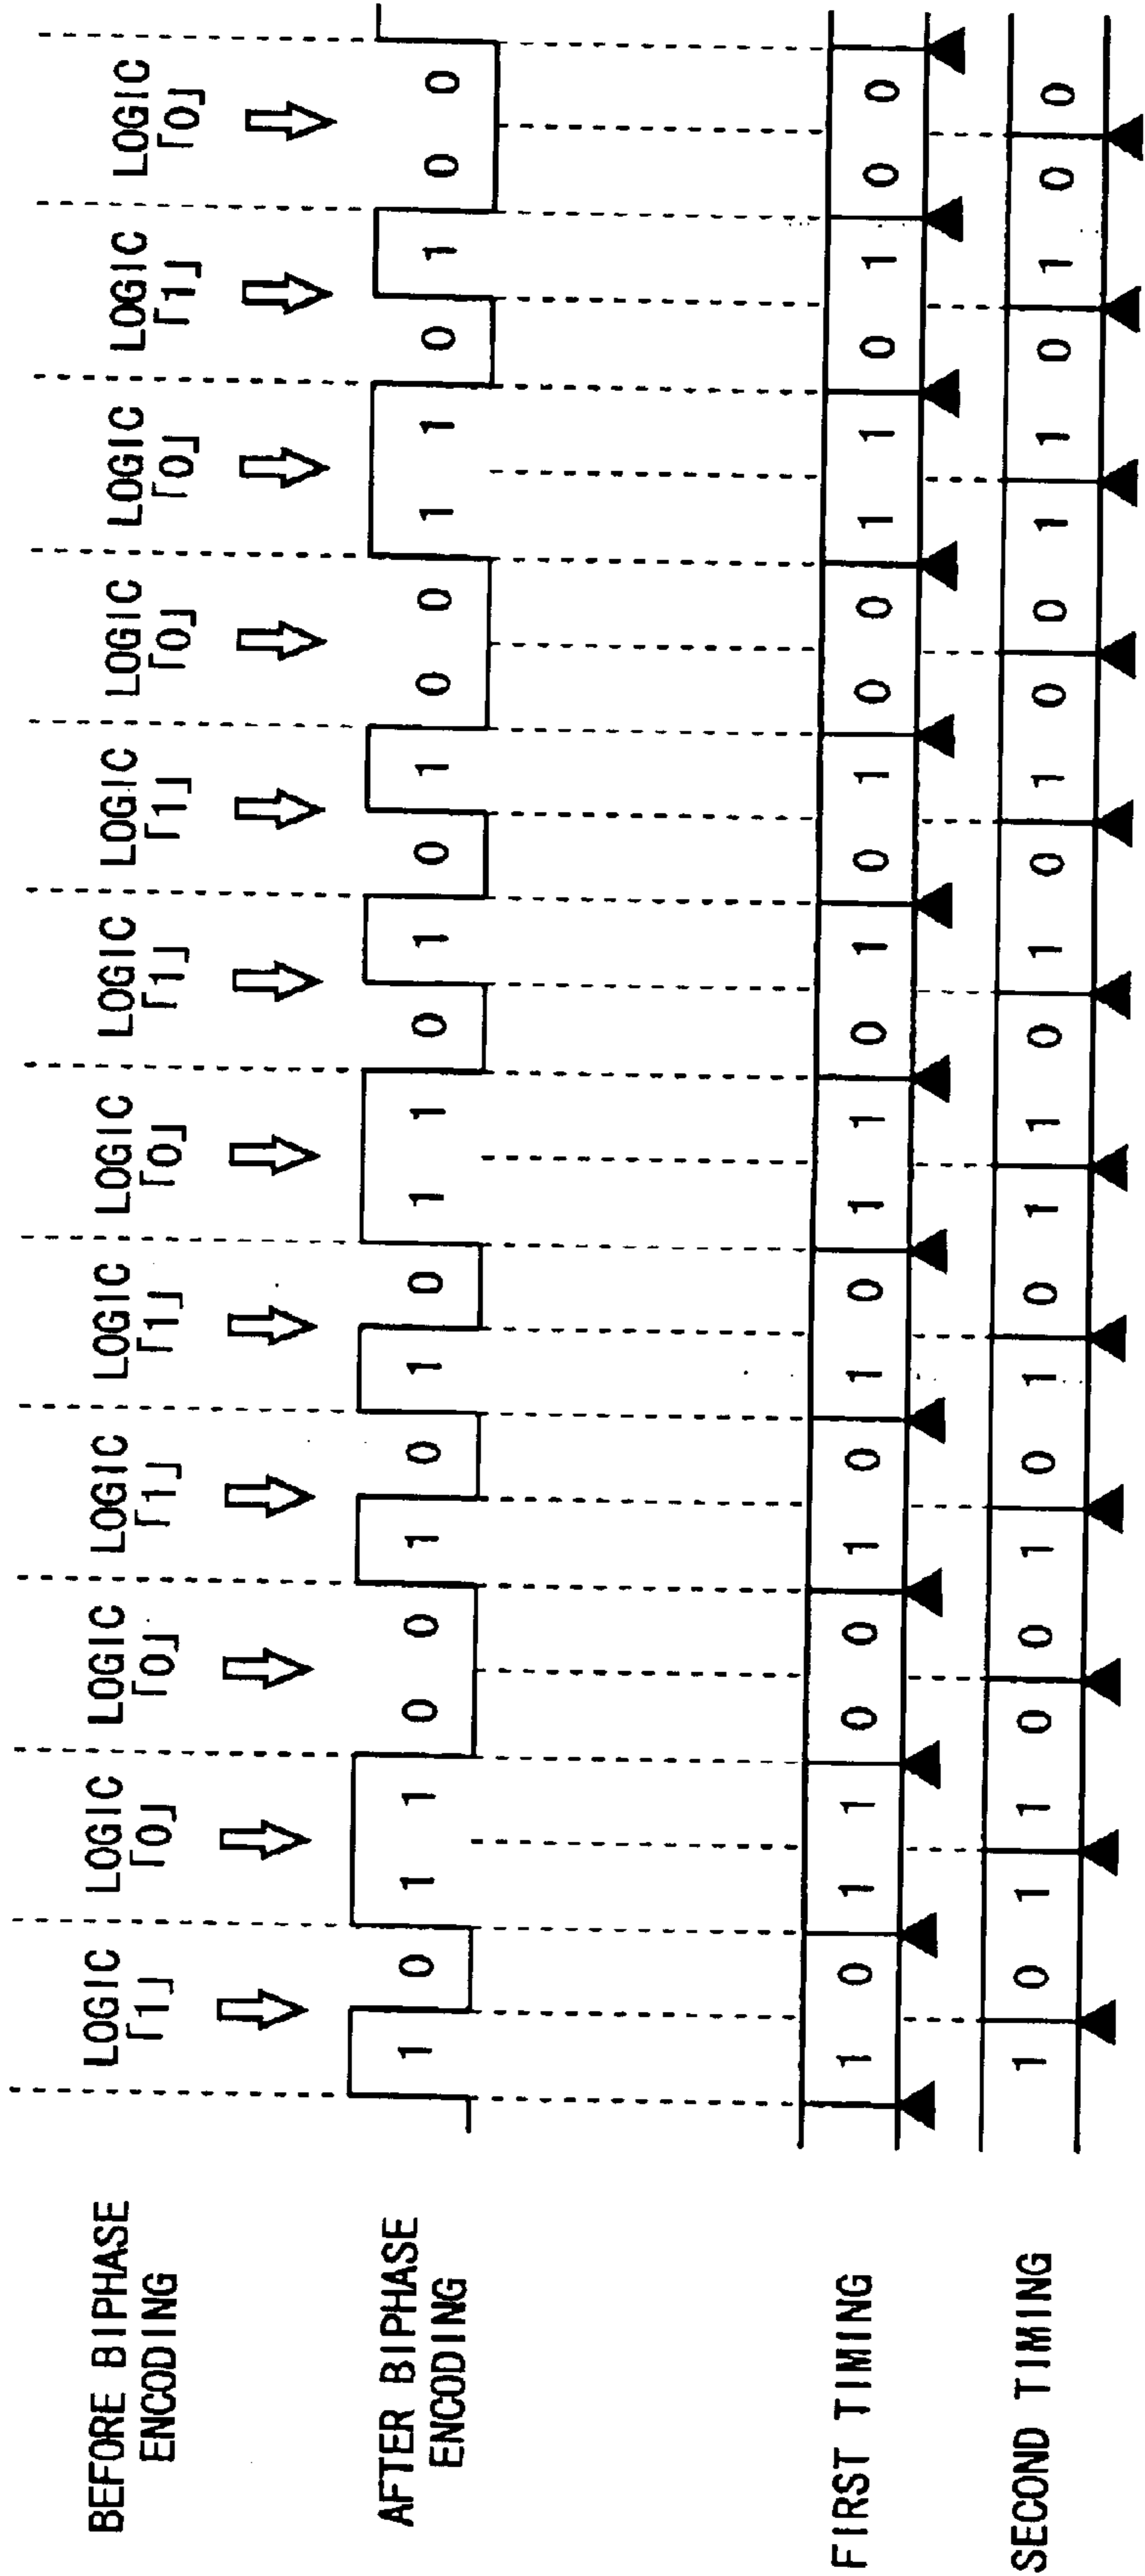 BEFORE BIPHASE
ENCODING
LOGIC LOGIC LOGIC LOGIC LOGIC LOGIC LOGIC LOGIC LOGIC LOGIC LOGIC LOGIC
「1」 「0」 「0」 「1」 「1」 「0」 「1」 「1」 「0」 「0」 「1」 「0」
AFTER BIPHASE
ENCODING
1 0 1 1 0 0 1 0 1 0 1 1 0 1 0 1 0 0 1 1 0 1 0 0
FIRST TIMING
1 0 1 1 0 0 1 0 1 0 1 1 0 1 0 1 0 0 1 1 0 1 0 0
SECOND TIMING
1 0 1 1 0 0 1 0 1 0 1 1 0 1 0 1 0 0 1 1 0 1 0 0